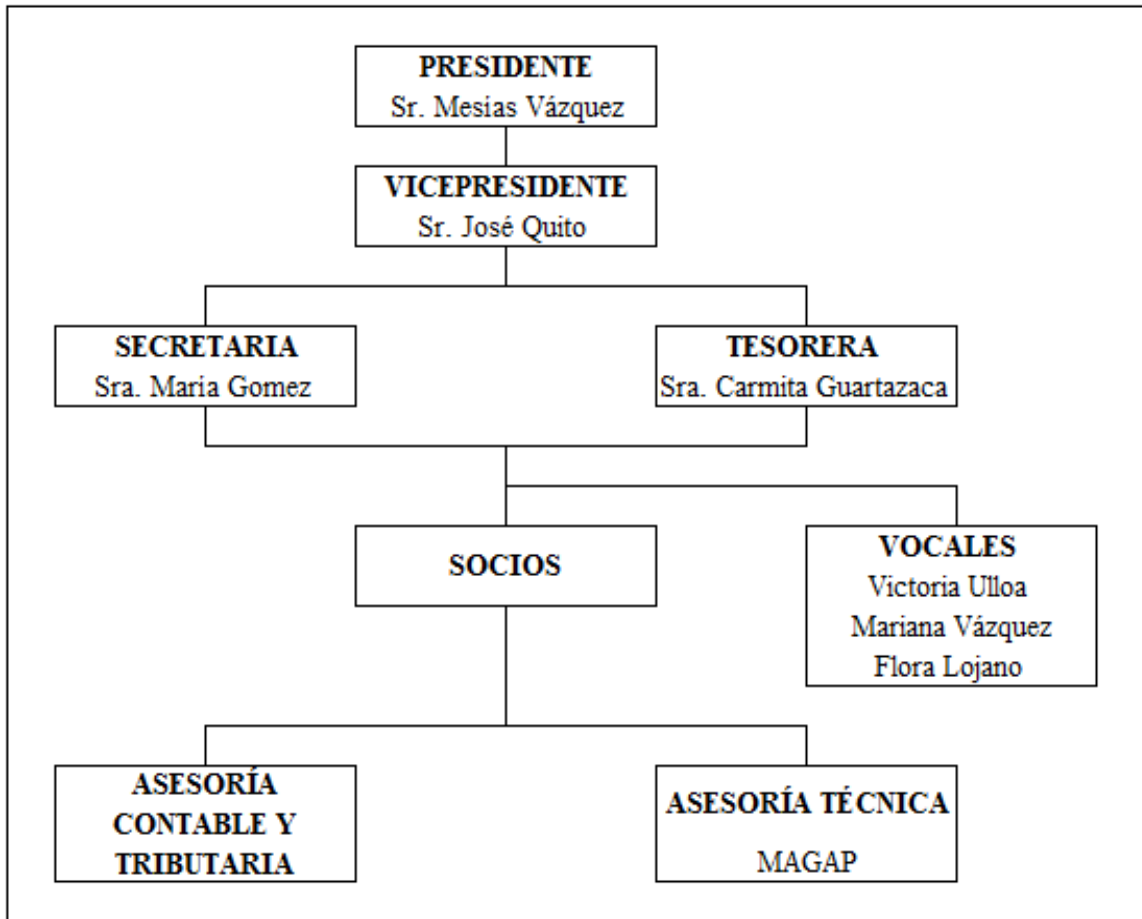 PRESIDENTE
Sr. Mesias Vázquez
VICEPRESIDENTE
Sr. José Quito
SECRETARIA
Sra. Maria Gomez
TESORERA
Sra. Carmita Guartazaca
SOCIOS
VOCALES
Victoria Ulloa
Mariana Vázquez
Flora Lojano
ASESORÍA
CONTABLE Y
TRIBUTARIA
ASESORÍA TÉCNICA
MAGAP